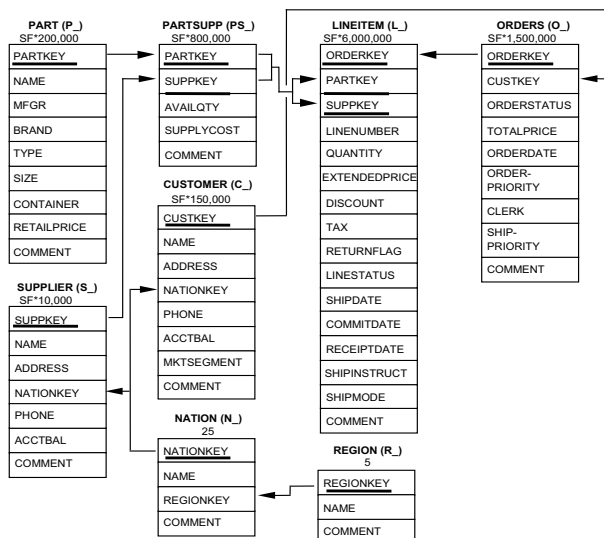 PART (P_)
SF*200,000
PARTKEY
NAME
MFGR
BRAND
TYPE
SIZE
CONTAINER
RETAILPRICE
COMMENT
SUPPLIER (S_)
SF*10,000
SUPPKEY
NAME
ADDRESS
NATIONKEY
PHONE
ACCTBAL
COMMENT
PARTSUPP (PS_)
SF*800,000
PARTKEY
SUPPKEY
AVAILQTY
SUPPLYCOST
COMMENT
CUSTOMER (C_)
SF*150,000
CUSTKEY
NAME
ADDRESS
NATIONKEY
PHONE
ACCTBAL
MKTSEGMENT
COMMENT
NATION (N_)
25
NATIONKEY
NAME
REGIONKEY
COMMENT
LINEITEM (L_)
SF*6,000,000
ORDERKEY
PARTKEY
SUPPKEY
LINENUMBER
QUANTITY
EXTENDEDPRICE
DISCOUNT
TAX
RETURNFLAG
LINESTATUS
SHIPDATE
COMMITDATE
RECEIPTDATE
SHIPINSTRUCT
SHIPMODE
COMMENT
REGION (R_)
5
REGIONKEY
NAME
COMMENT
ORDERS (O_)
SF*1,500,000
ORDERKEY
CUSTKEY
ORDERSTATUS
TOTALPRICE
ORDERDATE
ORDER-
PRIORITY
CLERK
SHIP-
PRIORITY
COMMENT